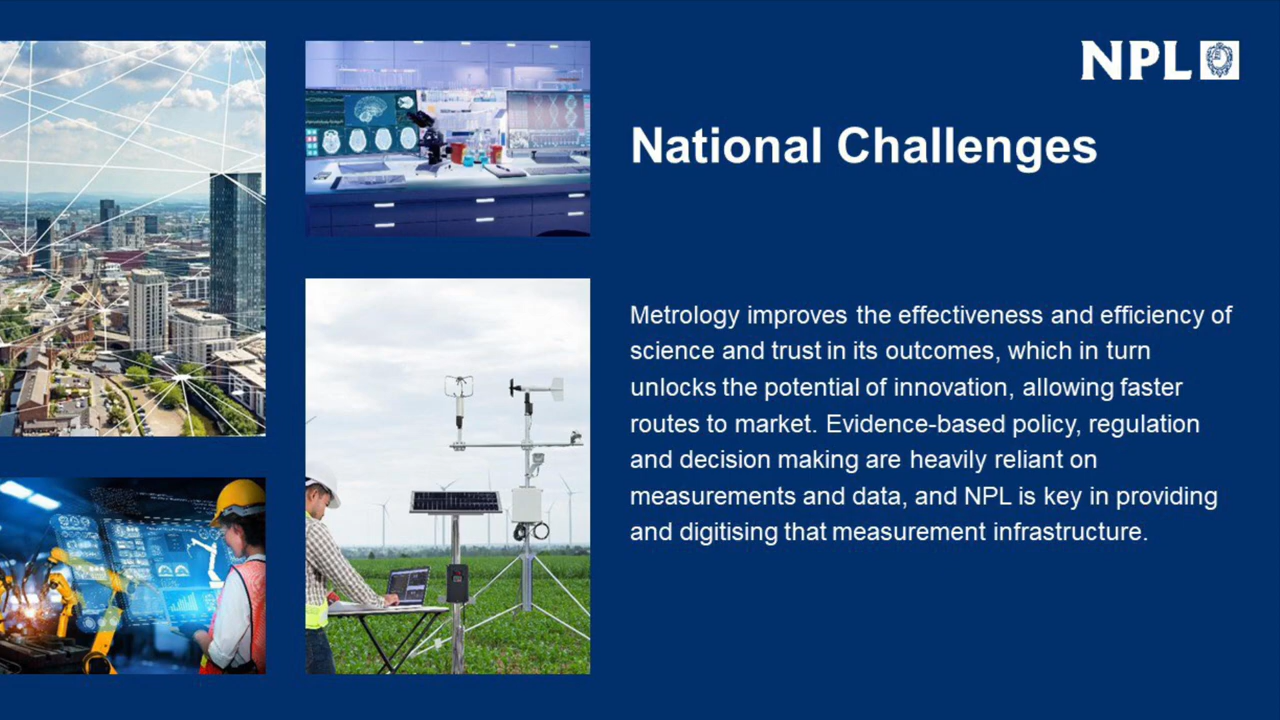 NPL
National Challenges
Metrology improves the effectiveness and efficiency of
science and trust in its outcomes, which in turn
unlocks the potential of innovation, allowing faster
routes to market. Evidence-based policy, regulation
and decision making are heavily reliant on
measurements and data, and NPL is key in providing
and digitising that measurement infrastructure.